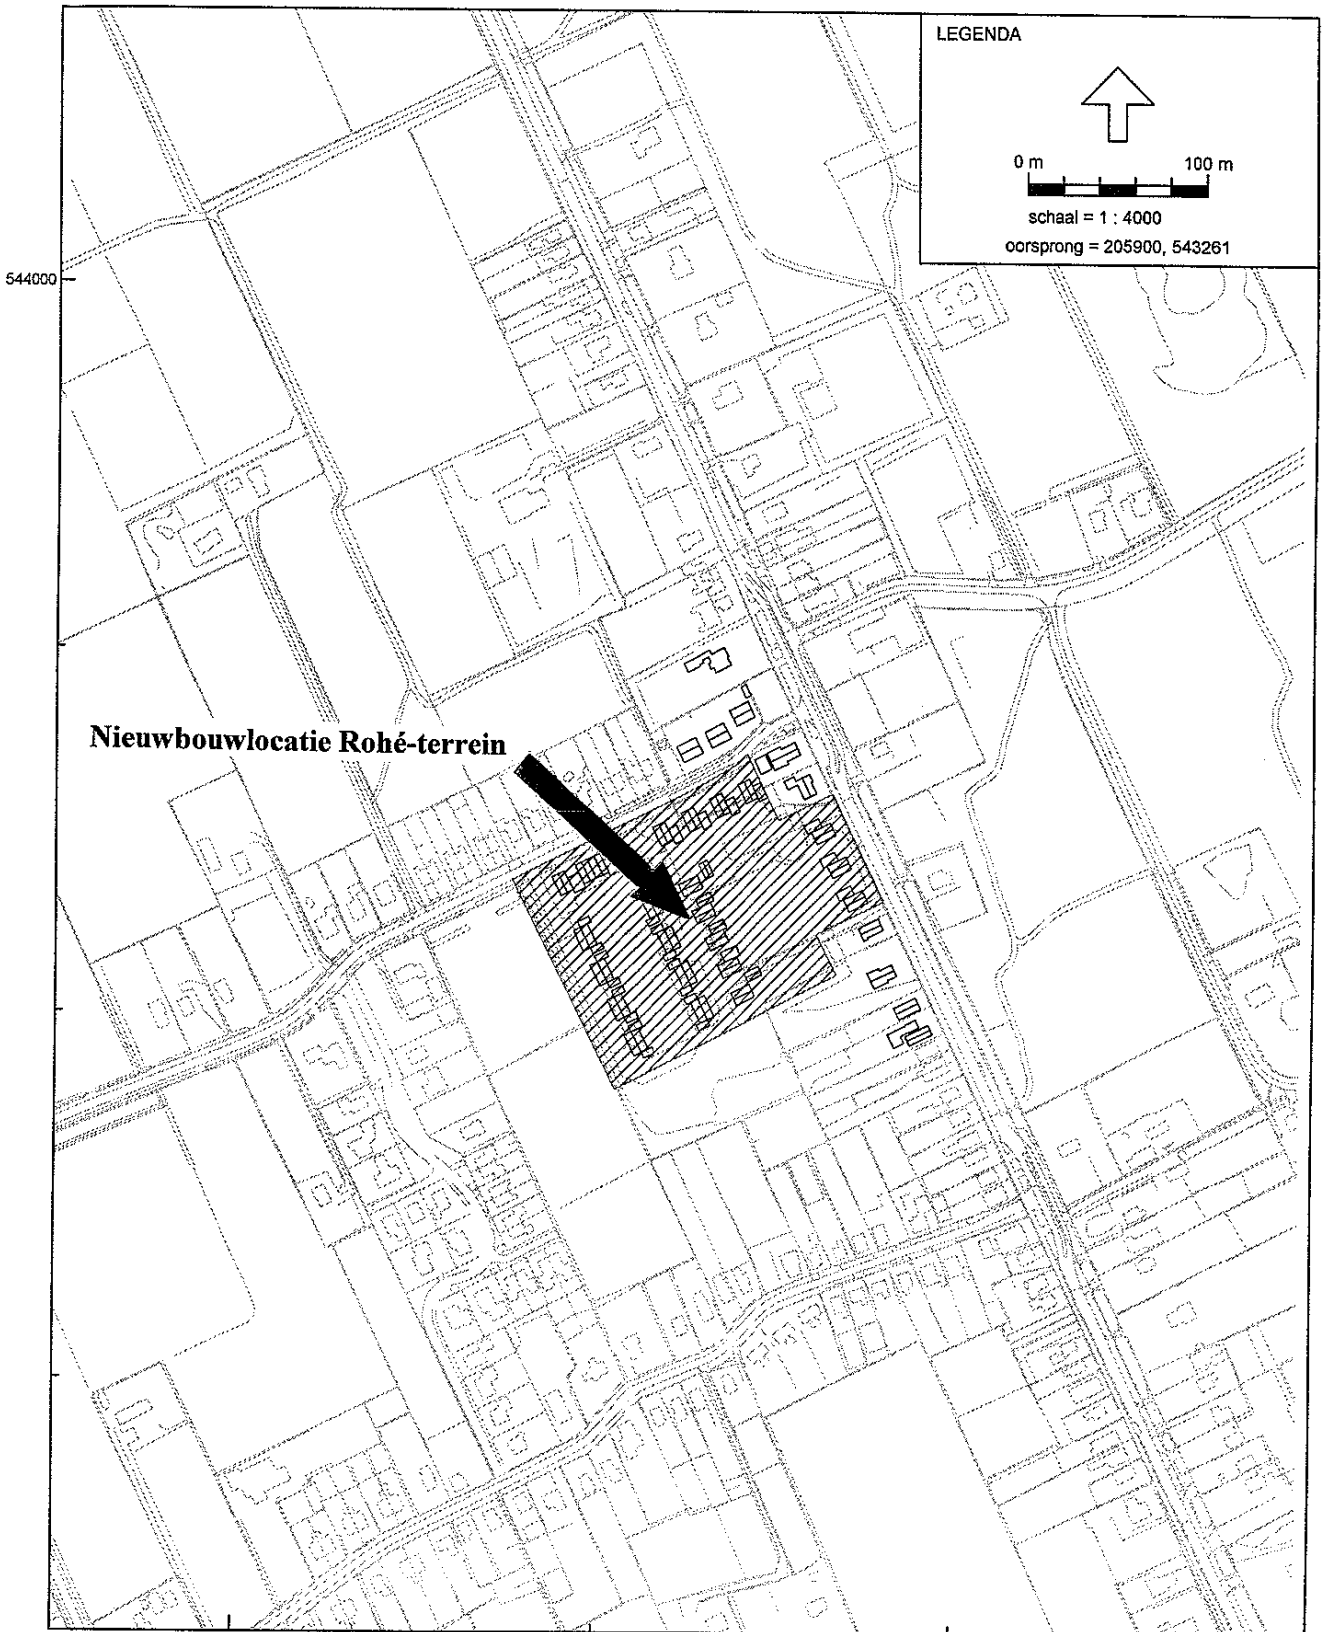 LEGENDA
0 m 100 m
schaal = 1 : 4000
oorsprong = 205900, 543261
544000
Nieuwbouwlocatie Rohé-terrein